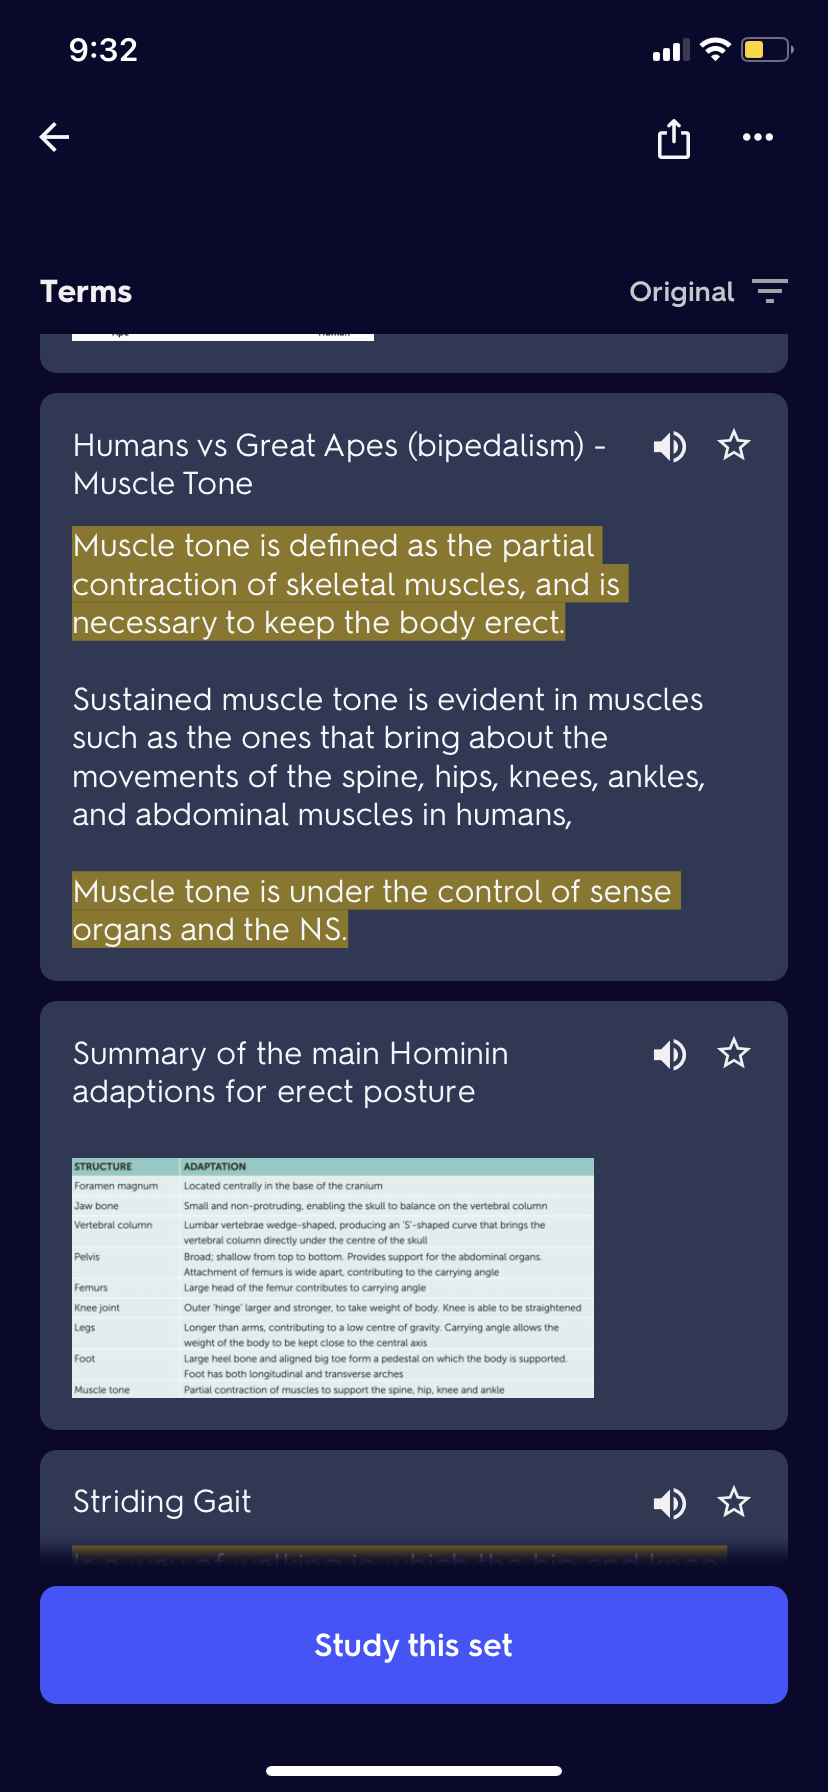 9:32
Terms
Original
Ape Human
Humans vs Great Apes (bipedalism) -
Muscle Tone
Muscle tone is defined as the partial
contraction of skeletal muscles, and is
necessary to keep the body erect.
Sustained muscle tone is evident in muscles
such as the ones that bring about the
movements of the spine, hips, knees, ankles,
and abdominal muscles in humans,
Muscle tone is under the control of sense
organs and the NS.
Summary of the main Hominin
adaptions for erect posture
STRUCTURE ADAPTATION
Foramen magnum Located centrally in the base of the cranium
Jaw bone Small and non-protruding, enabling the skull to balance on the vertebral column
Vertebral column Lumbar vertebrae wedge-shaped, producing an 'S'-shaped curve that brings the
vertebral column directly under the centre of the skull
Pelvis Broad; shallow from top to bottom. Provides support for the abdominal organs.
Attachment of femurs is wide apart, contributing to the carrying angle
Femurs Large head of the femur contributes to carrying angle
Knee joint Outer 'hinge' larger and stronger, to take weight of body. Knee is able to be straightened
Legs Longer than arms, contributing to a low centre of gravity. Carrying angle allows the
weight of the body to be kept close to the central axis
Foot Large heel bone and aligned big toe form a pedestal on which the body is supported.
Foot has both longitudinal and transverse arches
Muscle tone Partial contraction of muscles to support the spine, hip, knee and ankle
Striding Gait
Is a way of walking in which the hip and knee
Study this set